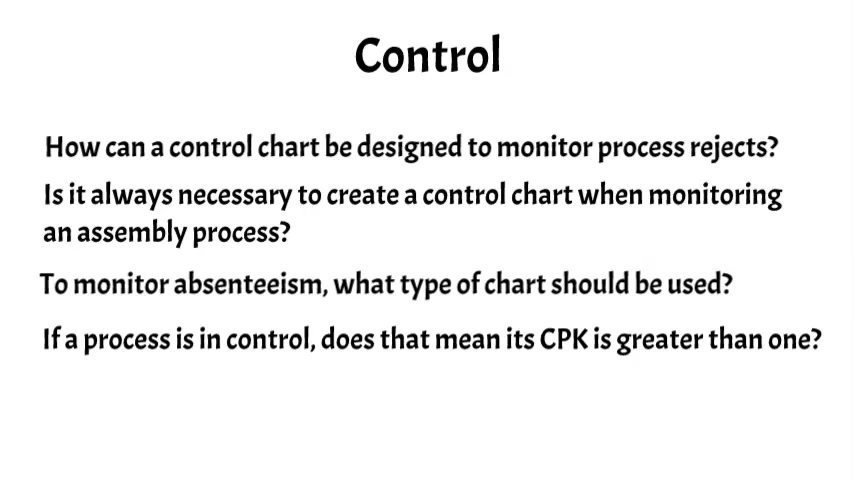 Control
How can a control chart be designed to monitor process rejects?
Is it always necessary to create a control chart when monitoring
an assembly process?
To monitor absenteeism, what type of chart should be used?
If a process is in control, does that mean its CPK is greater than one?